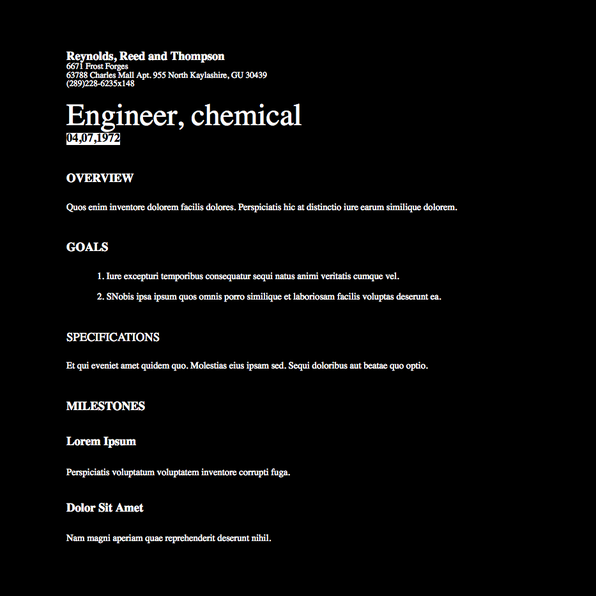 Reynolds, Reed and Thompson
6671 Frost Forges
63788 Charles Mall Apt. 955 North Kaylashire, GU 30439
(289)228-6235x148
Engineer, chemical
04,07,1972
OVERVIEW
Quos enim inventore dolorem facilis dolores. Perspiciatis hic at distinctio iure earum similique dolorem.
GOALS
1. Iure excepturi temporibus consequatur sequi natus animi veritatis cumque vel.
2. SNobis ipsa ipsum quos omnis porro similique et laboriosam facilis voluptas deserunt ea.
SPECIFICATIONS
Et qui eveniet amet quidem quo. Molestias eius ipsam sed. Sequi doloribus aut beatae quo optio.
MILESTONES
Lorem Ipsum
Perspiciatis voluptatum voluptatem inventore corrupti fuga.
Dolor Sit Amet
Nam magni aperiam quae reprehenderit deserunt nihil.